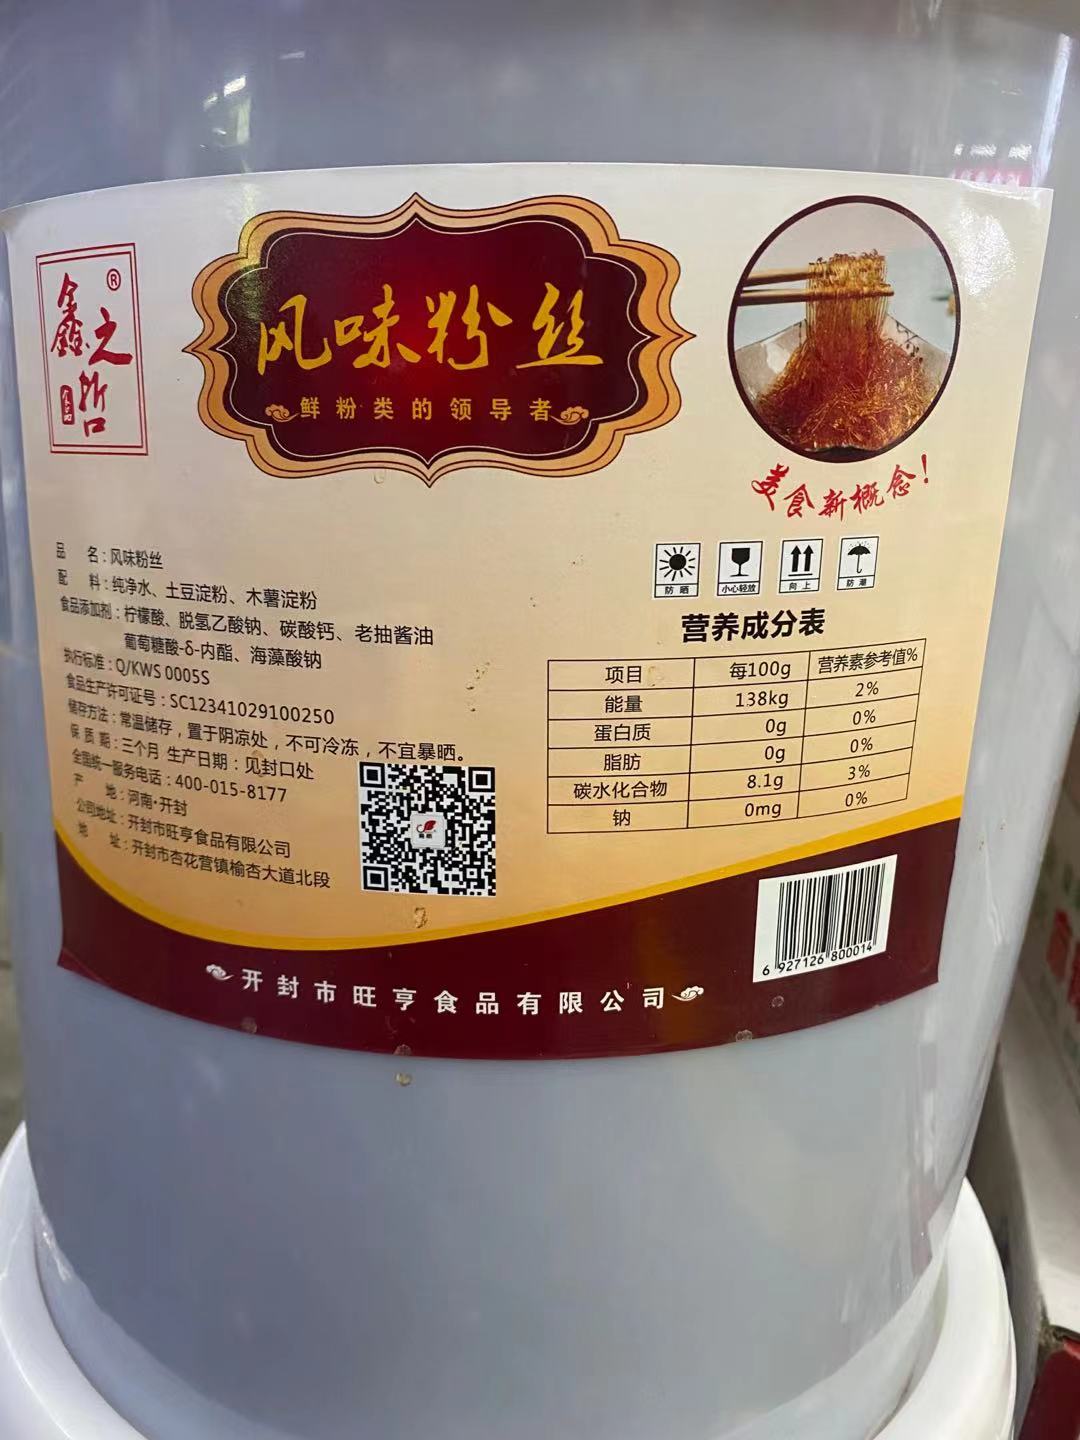 鑫之哲®
食品
风味粉丝
鲜粉类的领导者
美食新概念！
品 名：风味粉丝
配 料：纯净水、土豆淀粉、木薯淀粉
食品添加剂：柠檬酸、脱氢乙酸钠、碳酸钙、老抽酱油
葡萄糖酸-δ-内酯、海藻酸钠
执行标准：Q/KWS 0005S
食品生产许可证号：SC12341029100250
储存方法：常温储存，置于阴凉处，不可冷冻，不宜暴晒。
保 质 期：三个月 生产日期：见封口处
全国统一服务电话：400-015-8177
产 地：河南·开封
公司地址：开封市旺亨食品有限公司
地 址：开封市杏花营镇榆杏大道北段
防晒 小心轻放 向上 防潮
营养成分表
项目 每100g 营养素参考值%
能量 138kg 2%
蛋白质 0g 0%
脂肪 0g 0%
碳水化合物 8.1g 3%
钠 0mg 0%
6 927126 800014
开封市旺亨食品有限公司